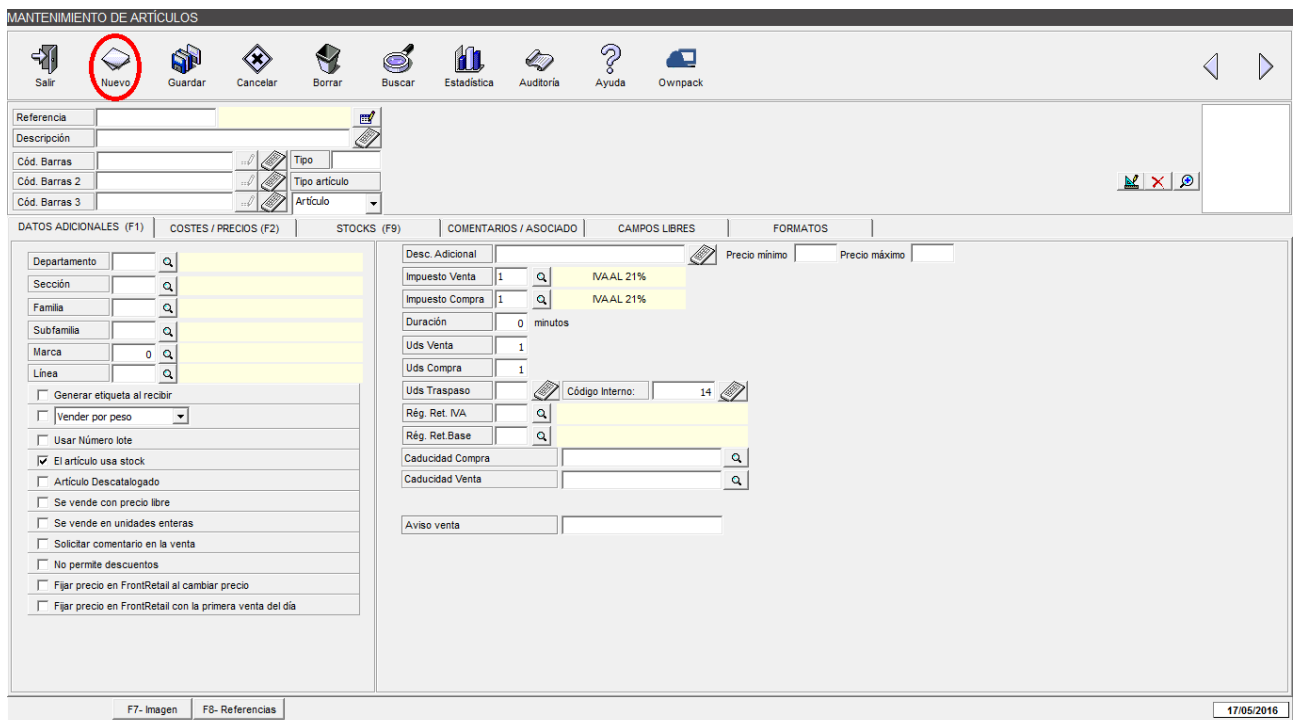 MANTENIMIENTO DE ARTÍCULOS
Salir Nuevo Guardar Cancelar Borrar Buscar Estadística Auditoría Ayuda Ownpack
Referencia
Descripción
Cód. Barras Tipo
Cód. Barras 2 Tipo artículo
Cód. Barras 3 Artículo
DATOS ADICIONALES (F1) COSTES / PRECIOS (F2) STOCKS (F9) COMENTARIOS / ASOCIADO CAMPOS LIBRES FORMATOS
Departamento
Sección
Familia
Subfamilia
Marca 0
Línea
Generar etiqueta al recibir
Vender por peso
Usar Número lote
El artículo usa stock
Artículo Descatalogado
Se vende con precio libre
Se vende en unidades enteras
Solicitar comentario en la venta
No permite descuentos
Fijar precio en FrontRetail al cambiar precio
Fijar precio en FrontRetail con la primera venta del día
Desc. Adicional Precio mínimo Precio máximo
Impuesto Venta 1 IVA AL 21%
Impuesto Compra 1 IVA AL 21%
Duración 0 minutos
Uds Venta 1
Uds Compra 1
Uds Traspaso Código Interno: 14
Rég. Ret. IVA
Rég. Ret.Base
Caducidad Compra
Caducidad Venta
Aviso venta
F7- Imagen F8- Referencias 17/05/2016